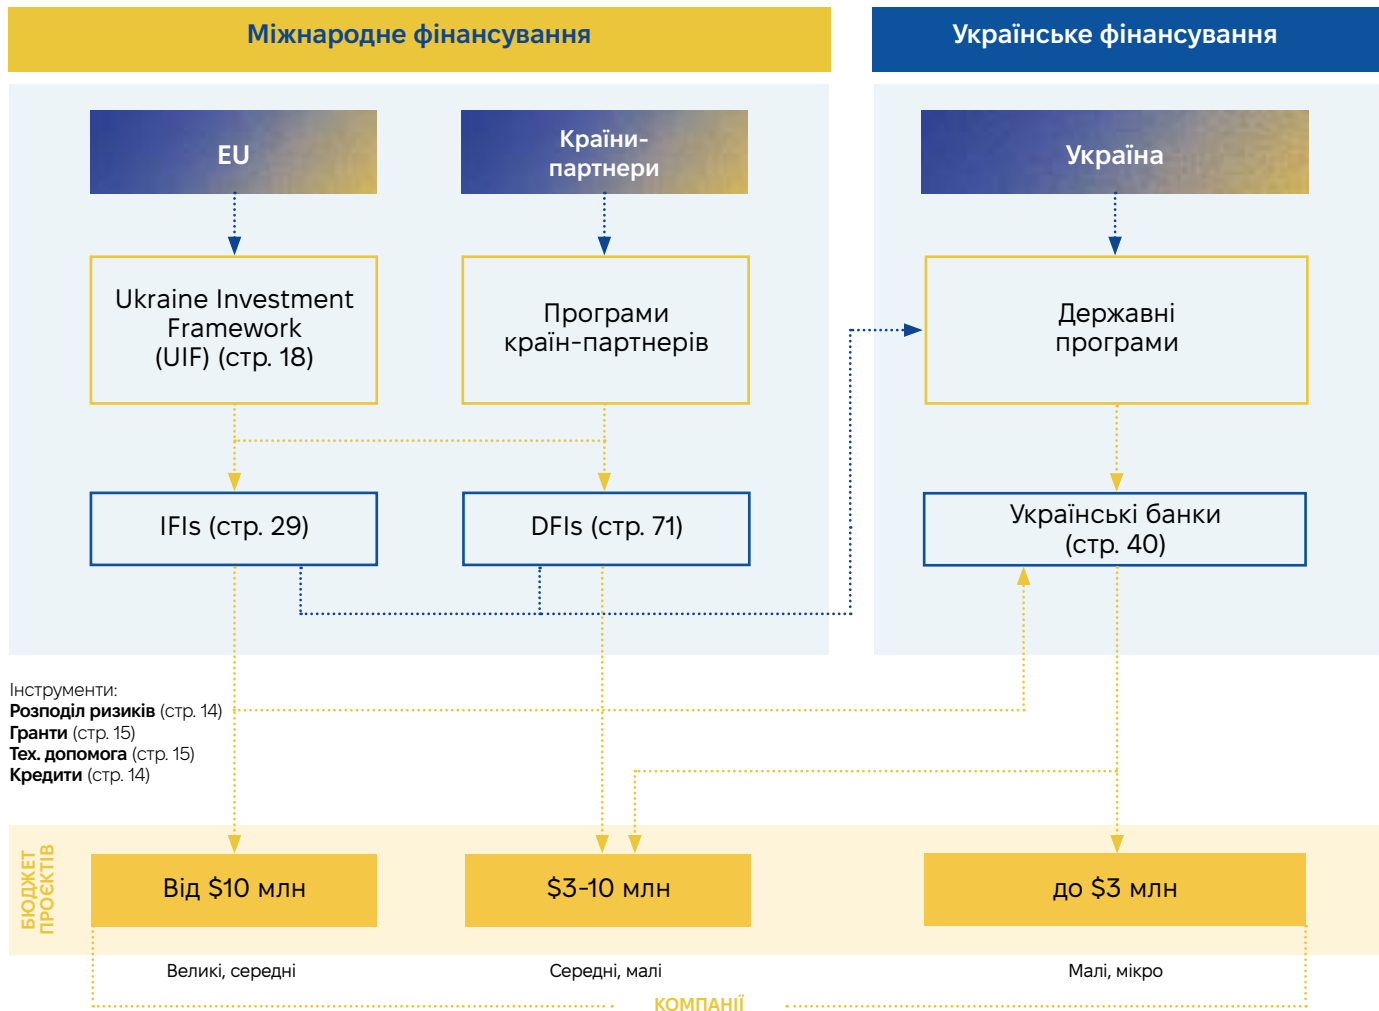 Міжнародне фінансування
Українське фінансування
EU
Країни-
партнери
Україна
Ukraine Investment
Framework
(UIF) (стр. 18)
Програми
країн-партнерів
Державні
програми
IFIs (стр. 29)
DFIs (стр. 71)
Українські банки
(стр. 40)
Інструменти:
Розподіл ризиків (стр. 14)
Гранти (стр. 15)
Тех. допомога (стр. 15)
Кредити (стр. 14)
БЮДЖЕТ
ПРОЄКТІВ
Від $10 млн
$3-10 млн
до $3 млн
Великі, середні
Середні, малі
Малі, мікро
КОМПАНІЇ